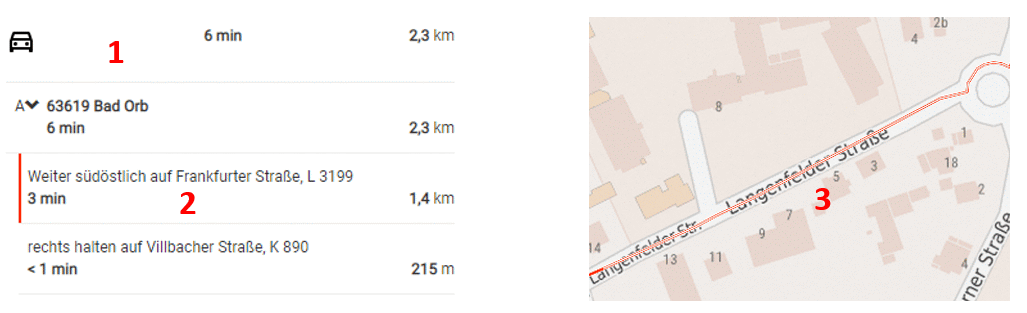 6 min 2,3 km
1
A 63619 Bad Orb
6 min 2,3 km
Weiter südöstlich auf Frankfurter Straße, L 3199
3 min 1,4 km
2
rechts halten auf Villbacher Straße, K 890
< 1 min 215 m
2b
4
8
Langenfelder Straße
1
18
3
5
3
2
7
9
Langenfelder Str.
14
13
11
4
rner Straße